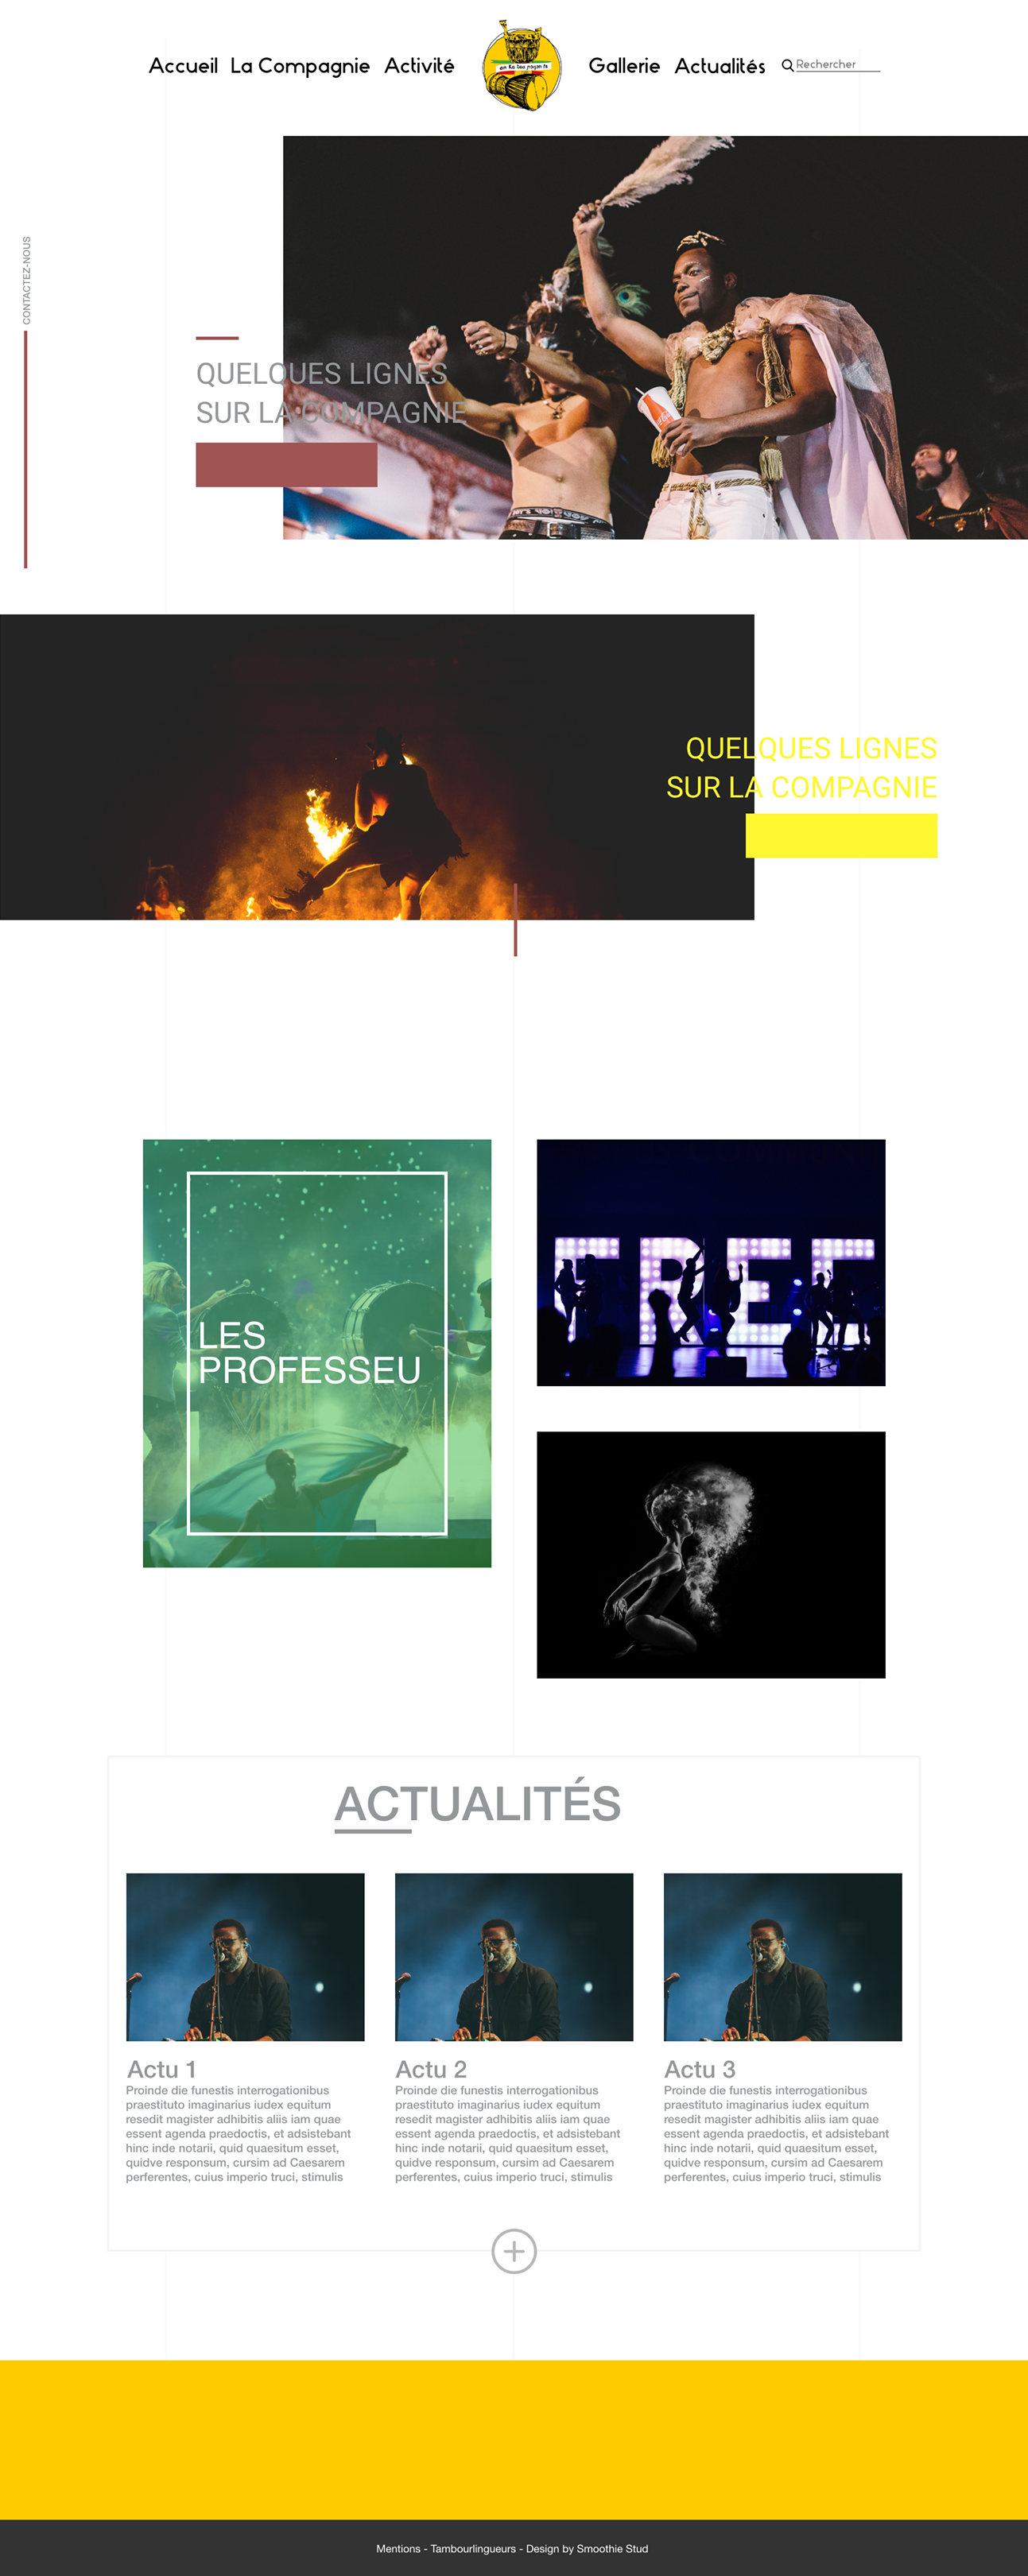 Accueil La Compagnie Activité Gallerie Actualités Rechercher
CONTACTEZ-NOUS
QUELQUES LIGNES
SUR LA COMPAGNIE
QUELQUES LIGNES
SUR LA COMPAGNIE
LES
PROFESSEU
FREE
ACTUALITÉS
Actu 1
Proinde die funestis interrogationibus
praestituto imaginarius iudex equitum
resedit magister adhibitis aliis iam quae
essent agenda praedoctis, et adsistebant
hinc inde notarii, quid quaesitum esset,
quidve responsum, cursim ad Caesarem
perferentes, cuius imperio truci, stimulis
Actu 2
Proinde die funestis interrogationibus
praestituto imaginarius iudex equitum
resedit magister adhibitis aliis iam quae
essent agenda praedoctis, et adsistebant
hinc inde notarii, quid quaesitum esset,
quidve responsum, cursim ad Caesarem
perferentes, cuius imperio truci, stimulis
Actu 3
Proinde die funestis interrogationibus
praestituto imaginarius iudex equitum
resedit magister adhibitis aliis iam quae
essent agenda praedoctis, et adsistebant
hinc inde notarii, quid quaesitum esset,
quidve responsum, cursim ad Caesarem
perferentes, cuius imperio truci, stimulis
Mentions - Tambourlingueurs - Design by Smoothie Stud